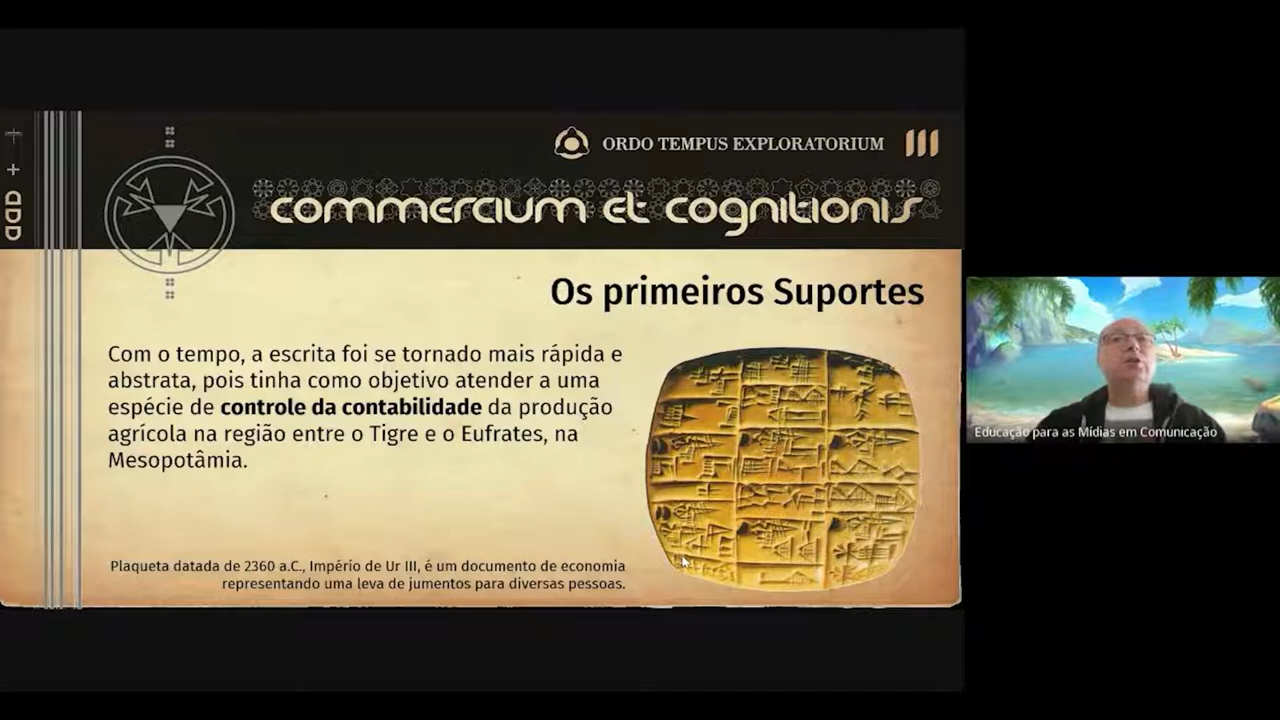 ORDO TEMPUS EXPLORATORIUM
commercium et cognitionis
Os primeiros Suportes
Com o tempo, a escrita foi se tornado mais rápida e
abstrata, pois tinha como objetivo atender a uma
espécie de controle da contabilidade da produção
agrícola na região entre o Tigre e o Eufrates, na
Mesopotâmia.
Plaqueta datada de 2360 a.C., Império de Ur III, é um documento de economia
representando uma leva de jumentos para diversas pessoas.
Educação para as Mídias em Comunicação